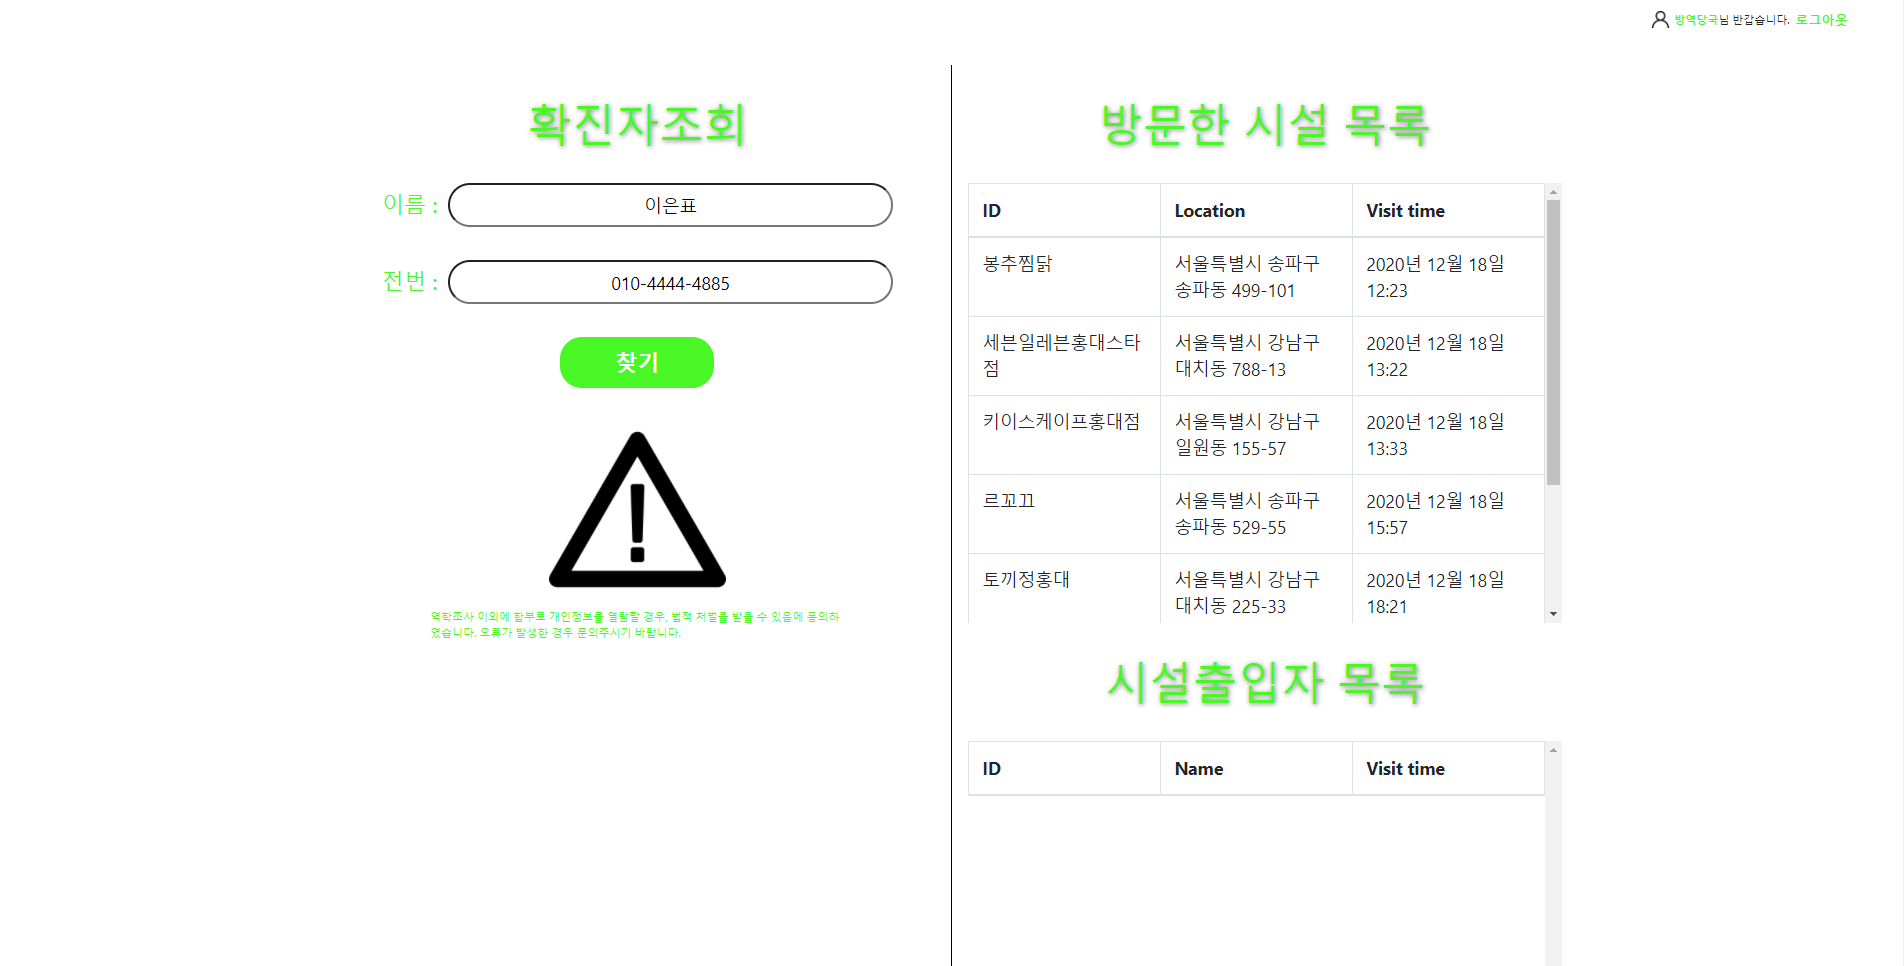 방역당국님 반갑습니다. 로그아웃
확진자조회
이름 : 이은표
전번 : 010-4444-4885
찾기
역학조사 이외에 함부로 개인정보를 열람할 경우, 법적 처벌을 받을 수 있음에 동의하
였습니다. 오류가 발생한 경우 문의주시기 바랍니다.
방문한 시설 목록
ID Location Visit time
봉추찜닭 서울특별시 송파구 2020년 12월 18일
송파동 499-101 12:23
세븐일레븐홍대스타 서울특별시 강남구 2020년 12월 18일
점 대치동 788-13 13:22
키이스케이프홍대점 서울특별시 강남구 2020년 12월 18일
일원동 155-57 13:33
르꼬끄 서울특별시 송파구 2020년 12월 18일
송파동 529-55 15:57
토끼정홍대 서울특별시 강남구 2020년 12월 18일
대치동 225-33 18:21
시설출입자 목록
ID Name Visit time